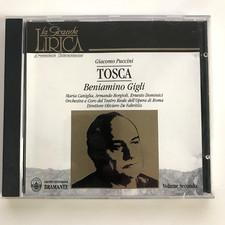 La Grande
LIRICA
Giacomo Puccini
TOSCA
Beniamino Gigli
Maria Caniglia, Armando Borgioli, Ernesto Dominici
Orchestra e Coro del Teatro Reale dell'Opera di Roma
Direttore Oliviero De Fabritiis
BRAMANTE
Volume Secondo